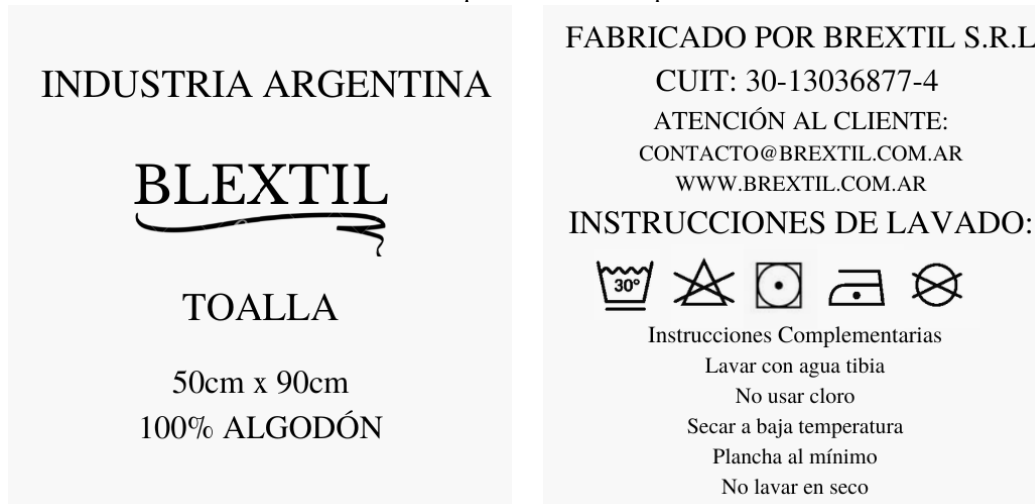 INDUSTRIA ARGENTINA
BLEXTIL
TOALLA
50cm x 90cm
100% ALGODÓN
FABRICADO POR BREXTIL S.R.L
CUIT: 30-13036877-4
ATENCIÓN AL CLIENTE:
CONTACTO@BREXTIL.COM.AR
WWW.BREXTIL.COM.AR
INSTRUCCIONES DE LAVADO:
30°
Instrucciones Complementarias
Lavar con agua tibia
No usar cloro
Secar a baja temperatura
Plancha al mínimo
No lavar en seco